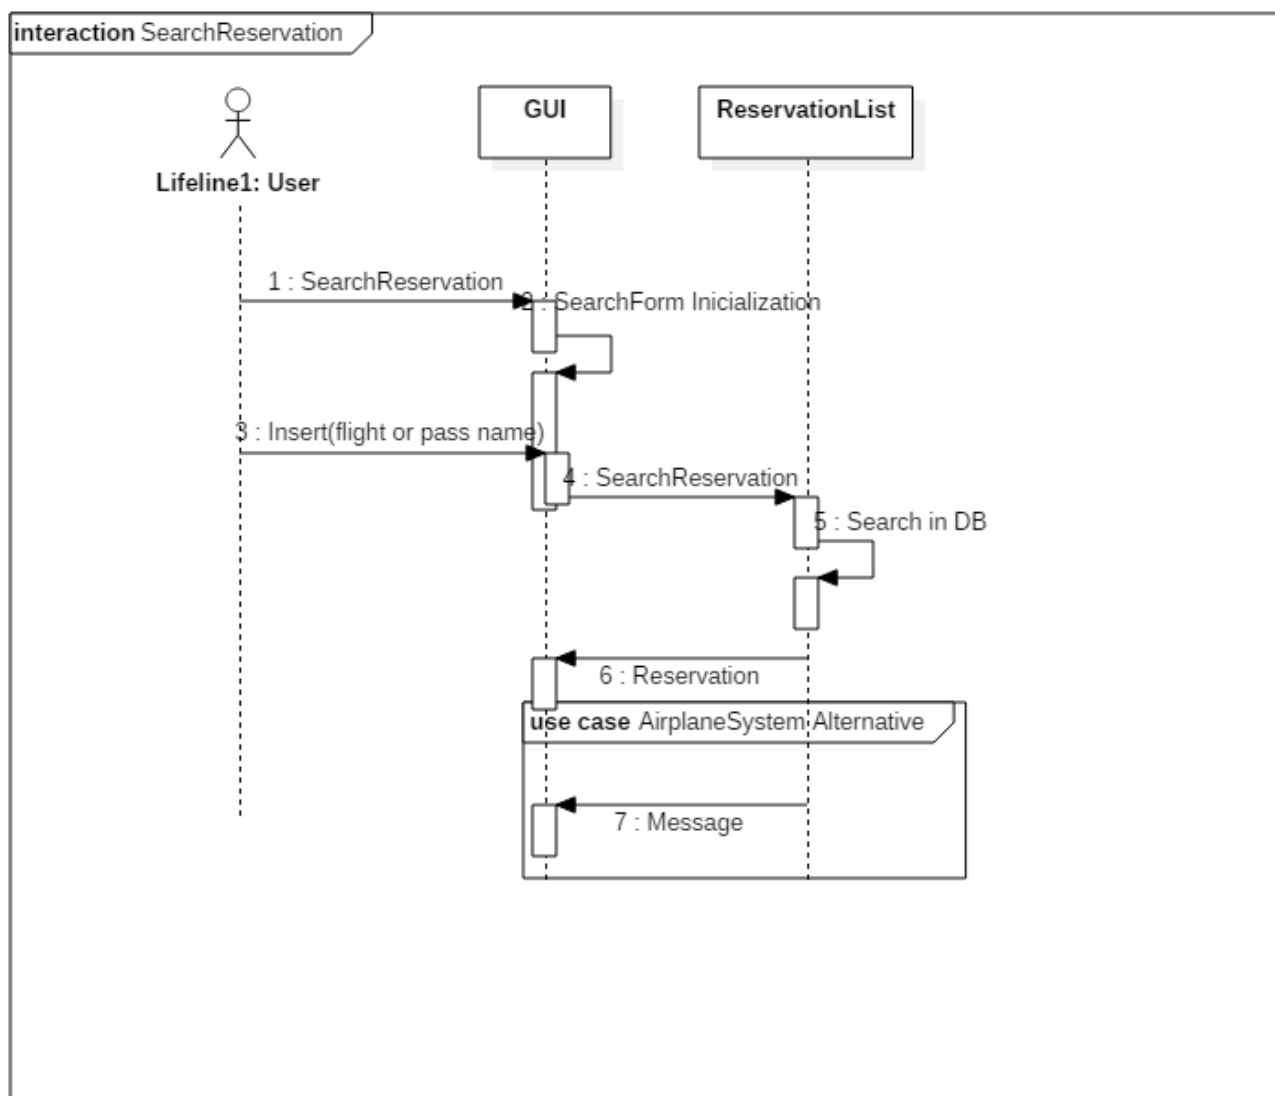 interaction SearchReservation
GUI
ReservationList
Lifeline1: User
1 : SearchReservation
2 : SearchForm Inicialization
3 : Insert(flight or pass name)
4 : SearchReservation
5 : Search in DB
6 : Reservation
use case AirplaneSystem Alternative
7 : Message